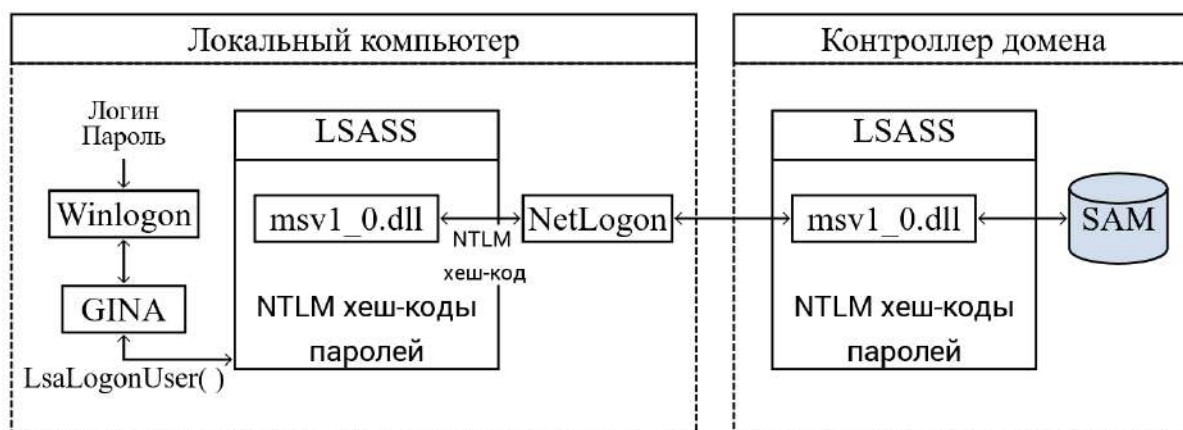 Локальный компьютер
Логин
Пароль
Winlogon
GINA
LsaLogonUser( )
LSASS
msv1_0.dll
NTLM
хеш-код
NTLM хеш-коды
паролей
NetLogon
Контроллер домена
LSASS
msv1_0.dll
NTLM хеш-коды
паролей
SAM